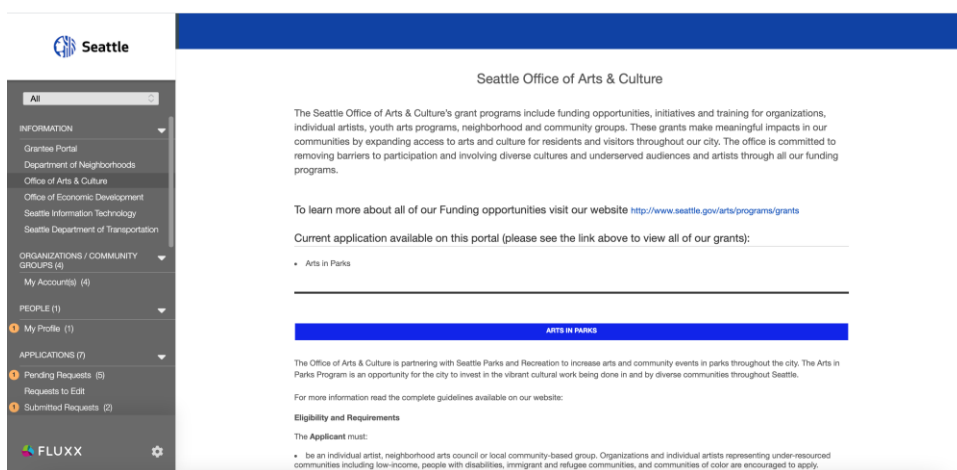 Seattle
All
INFORMATION
Grantee Portal
Department of Neighborhoods
Office of Arts & Culture
Office of Economic Development
Seattle Information Technology
Seattle Department of Transportation
ORGANIZATIONS / COMMUNITY
GROUPS (4)
My Account(s) (4)
PEOPLE (1)
1 My Profile (1)
APPLICATIONS (7)
1 Pending Requests (5)
Requests to Edit
1 Submitted Requests (2)
FLUXX
Seattle Office of Arts & Culture
The Seattle Office of Arts & Culture's grant programs include funding opportunities, initiatives and training for organizations,
individual artists, youth arts programs, neighborhood and community groups. These grants make meaningful impacts in our
communities by expanding access to arts and culture for residents and visitors throughout our city. The office is committed to
removing barriers to participation and involving diverse cultures and underserved audiences and artists through all our funding
programs.
To learn more about all of our Funding opportunities visit our website http://www.seattle.gov/arts/programs/grants
Current application available on this portal (please see the link above to view all of our grants):
• Arts in Parks
ARTS IN PARKS
The Office of Arts & Culture is partnering with Seattle Parks and Recreation to increase arts and community events in parks throughout the city. The Arts in
Parks Program is an opportunity for the city to invest in the vibrant cultural work being done in and by diverse communities throughout Seattle.
For more information read the complete guidelines available on our website:
Eligibility and Requirements
The Applicant must:
• be an individual artist, neighborhood arts council or local community-based group. Organizations and individual artists representing under-resourced
communities including low-income, people with disabilities, immigrant and refugee communities, and communities of color are encouraged to apply.